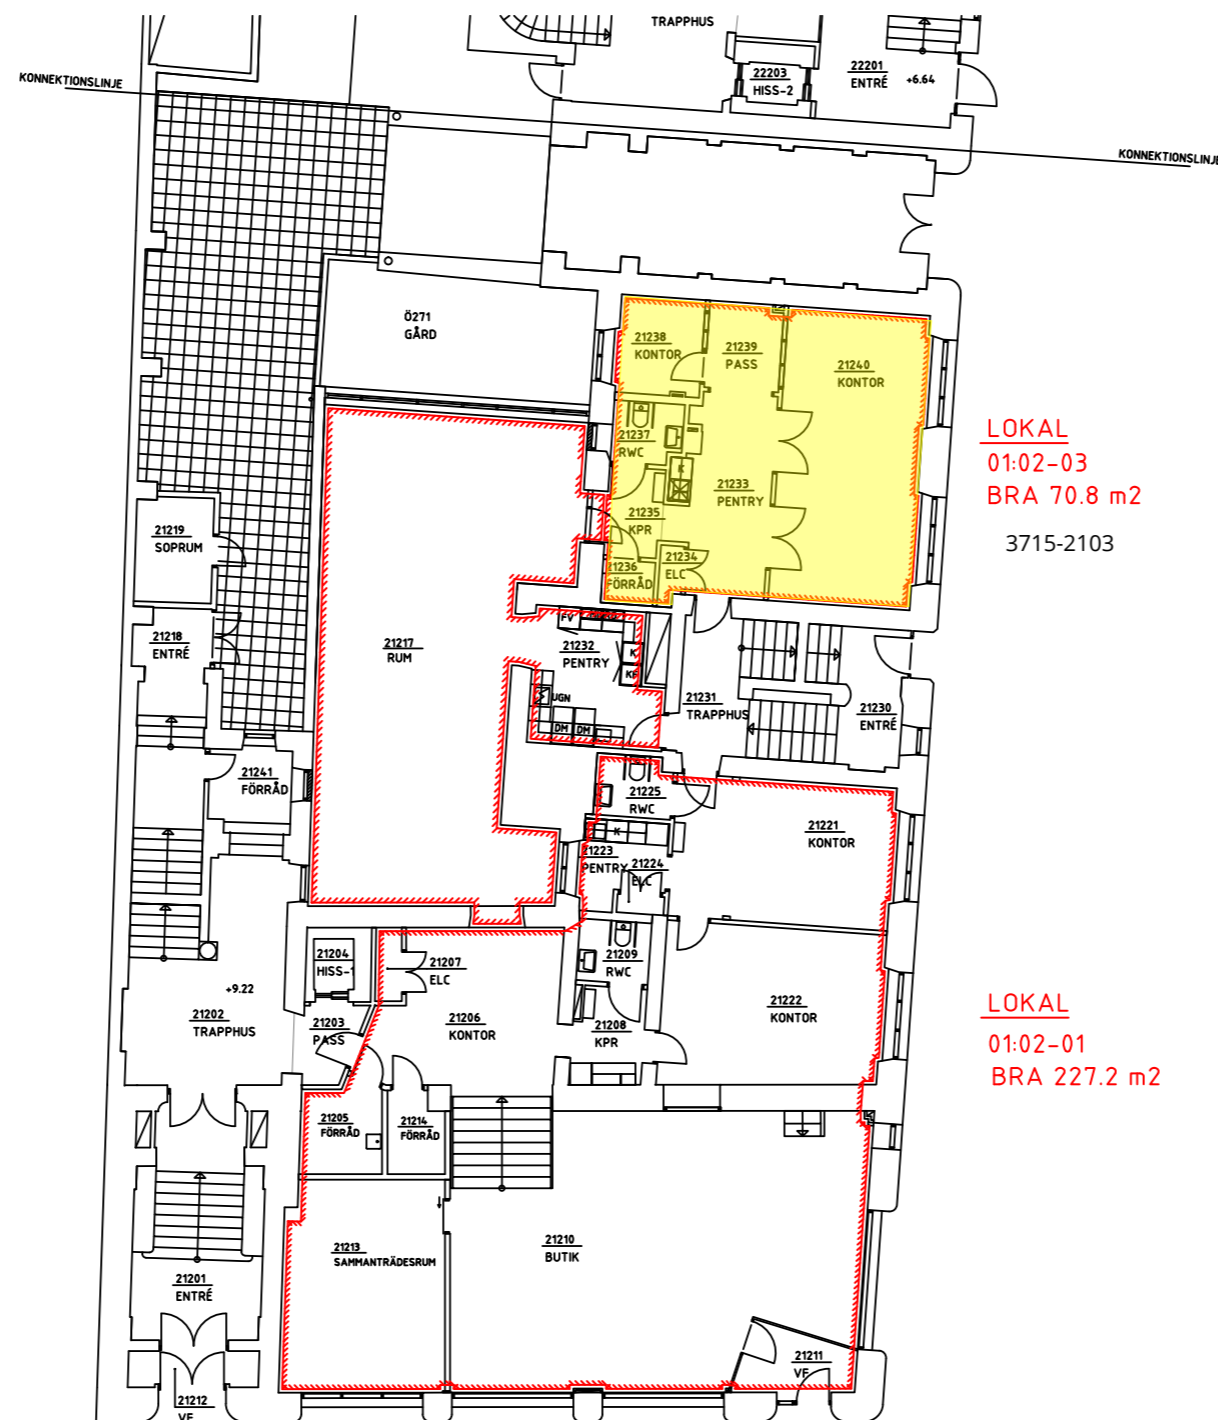 TRAPPHUS
22203
HISS-2
22201
ENTRÉ
+6.64
KONNEKTIONSLINJE
KONNEKTIONSLINJE
Ö271
GÅRD
21238
KONTOR
21239
PASS
21240
KONTOR
21237
RWC
K
21233
PENTRY
21235
KPR
21234
ELC
21236
FÖRRÅD
LOKAL
01:02-03
BRA 70.8 m2
3715-2103
21219
SOPRUM
21218
ENTRÉ
21217
RUM
FV
21232
PENTRY
K
KF
UGN
DM
DM
21231
TRAPPHUS
21230
ENTRÉ
21241
FÖRRÅD
21225
RWC
K
21221
KONTOR
21223
PENTRY
21224
ELC
21204
HISS-1
21207
ELC
21209
RWC
+9.22
21202
TRAPPHUS
21203
PASS
21206
KONTOR
21208
KPR
21222
KONTOR
LOKAL
01:02-01
BRA 227.2 m2
21205
FÖRRÅD
21214
FÖRRÅD
21213
SAMMANTRÄDESRUM
21210
BUTIK
21201
ENTRÉ
21211
VF
21212
VF